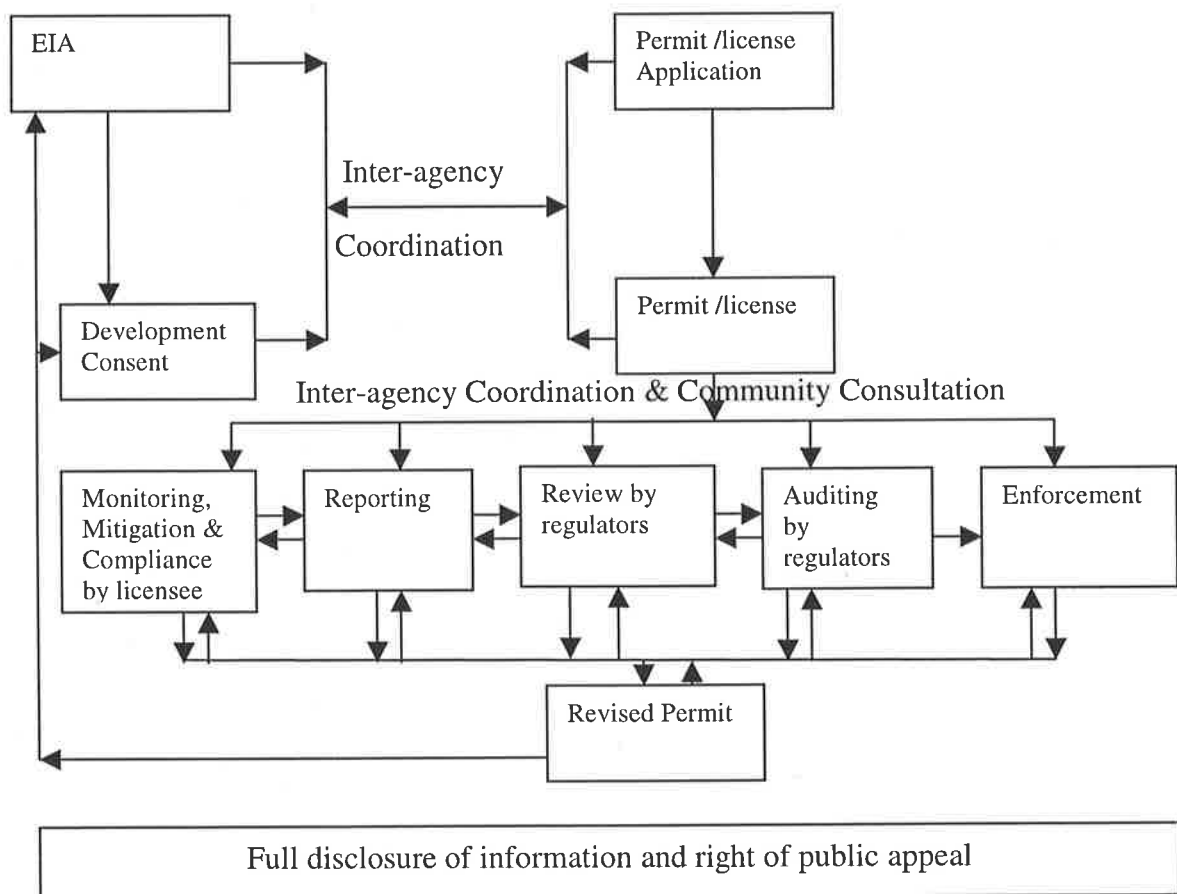 EIA
Permit /license
Application
Inter-agency
Coordination
Development
Consent
Permit /license
Inter-agency Coordination & Community Consultation
Monitoring,
Mitigation &
Compliance
by licensee
Reporting
Review by
regulators
Auditing
by
regulators
Enforcement
Revised Permit
Full disclosure of information and right of public appeal